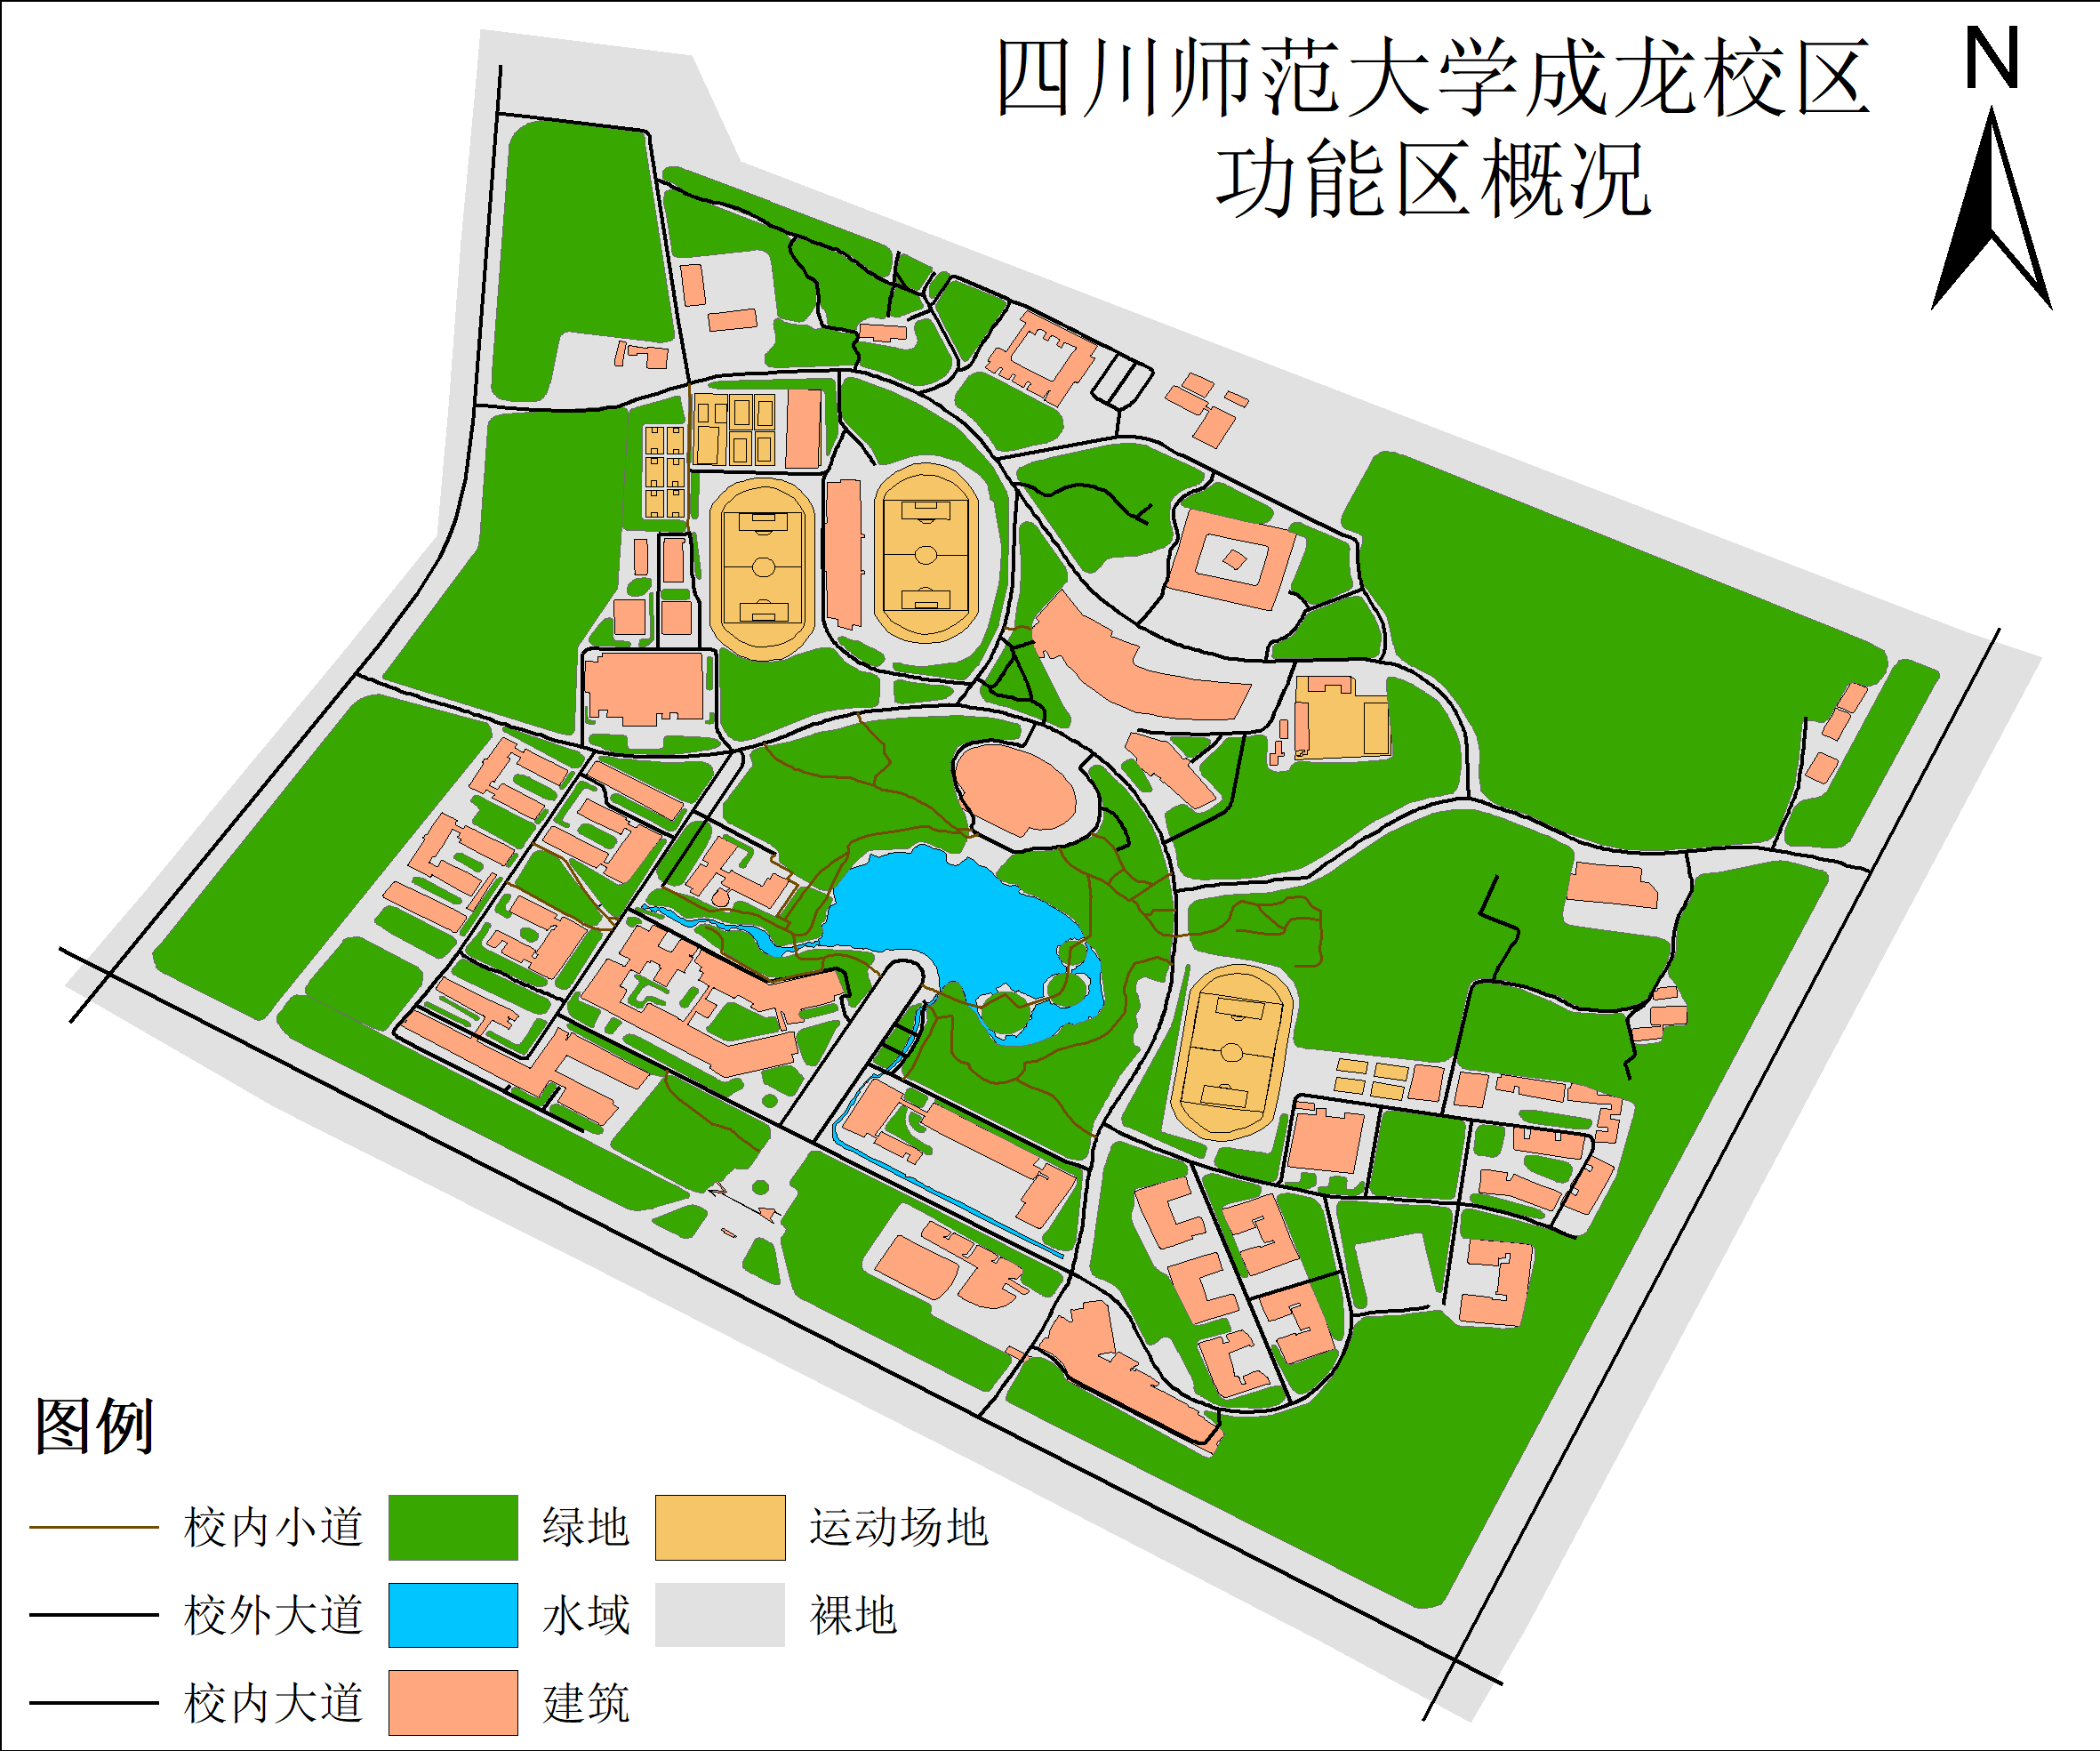 四川师范大学成龙校区
功能区概况
N
图例
校内小道
绿地
运动场地
校外大道
水域
裸地
校内大道
建筑